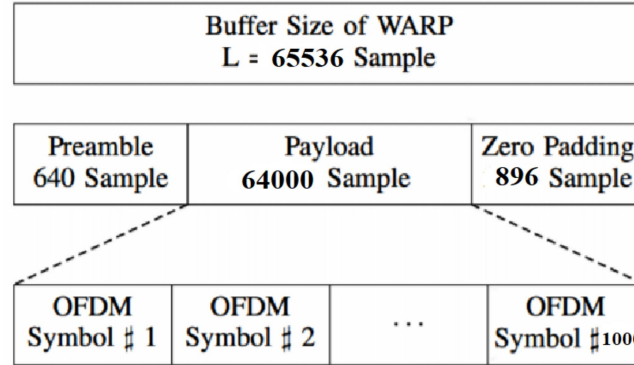 Buffer Size of WARP
L = 65536 Sample
Preamble
640 Sample
Payload
64000 Sample
Zero Padding
896 Sample
OFDM
Symbol ♯ 1
OFDM
Symbol ♯ 2
...
OFDM
Symbol ♯1000